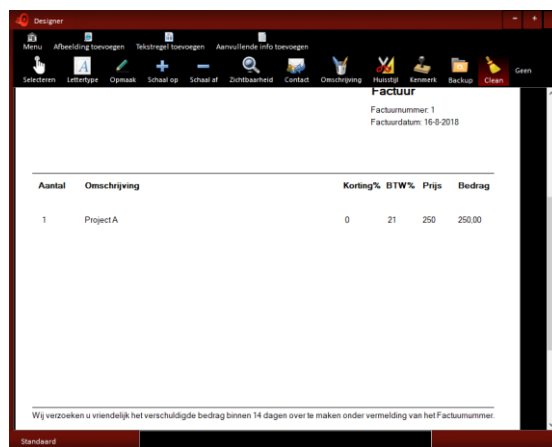 Designer
Menu Afbeelding toevoegen Tekstregel toevoegen Aanvullende info toevoegen
Selecteren Lettertype Opmaak Schaal op Schaal af Zichtbaarheid Contact Omschrijving Huisstijl Kenmerk Backup Clean Geen
Factuur
Factuurnummer: 1
Factuurdatum: 16-8-2018
Aantal Omschrijving Korting% BTW% Prijs Bedrag
1 Project A 0 21 250 250,00
Wij verzoeken u vriendelijk het verschuldigde bedrag binnen 14 dagen over te maken onder vermelding van het Factuurnummer.
Standaard